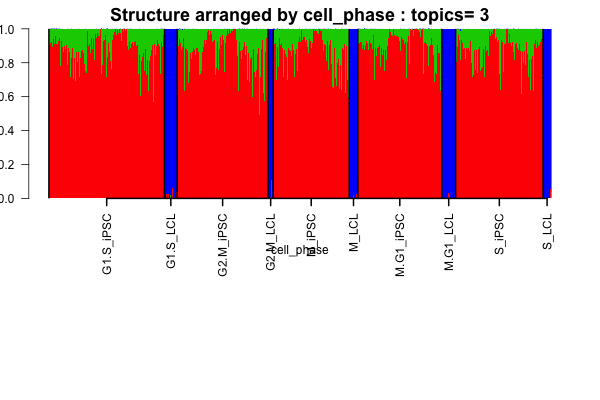 Structure arranged by cell_phase : topics= 3
1.0
0.8
0.6
0.4
0.2
0.0
G1.S_iPSC
G1.S_LCL
G2.M_iPSC
G2.M_LCL
M_iPSC
M_LCL
M.G1_iPSC
M.G1_LCL
S_iPSC
S_LCL
cell_phase